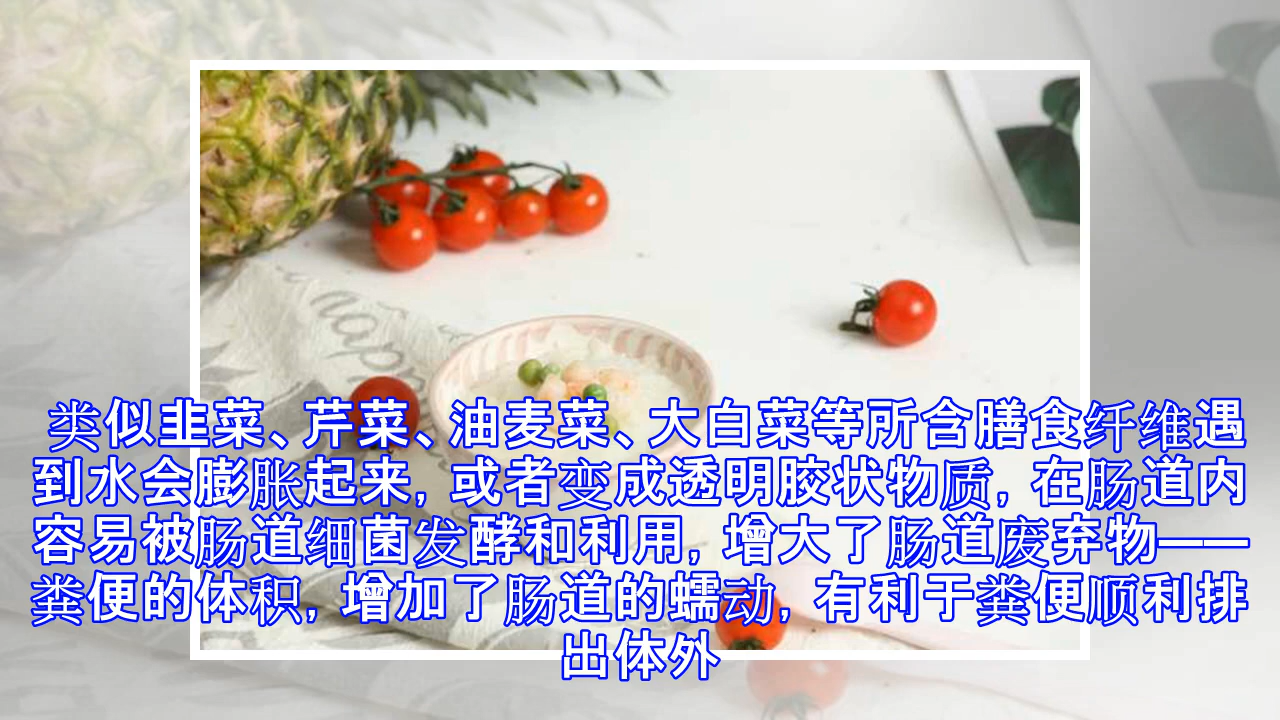 类似韭菜、芹菜、油麦菜、大白菜等所含膳食纤维遇
到水会膨胀起来, 或者变成透明胶状物质, 在肠道内
容易被肠道细菌发酵和利用, 增大了肠道废弃物——
粪便的体积, 增加了肠道的蠕动, 有利于粪便顺利排
出体外